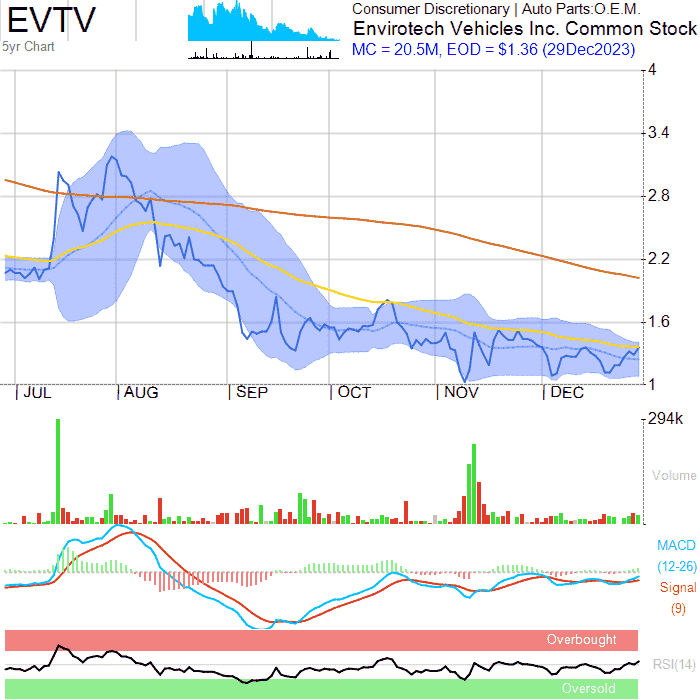 EVTV
5yr Chart
Consumer Discretionary | Auto Parts:O.E.M.
Envirotech Vehicles Inc. Common Stock
MC = 20.5M, EOD = $1.36 (29Dec2023)
4
3.4
2.8
2.2
1.6
1
JUL AUG SEP OCT NOV DEC
294k
Volume
MACD
(12-26)
Signal
(9)
Overbought
RSI(14)
Oversold